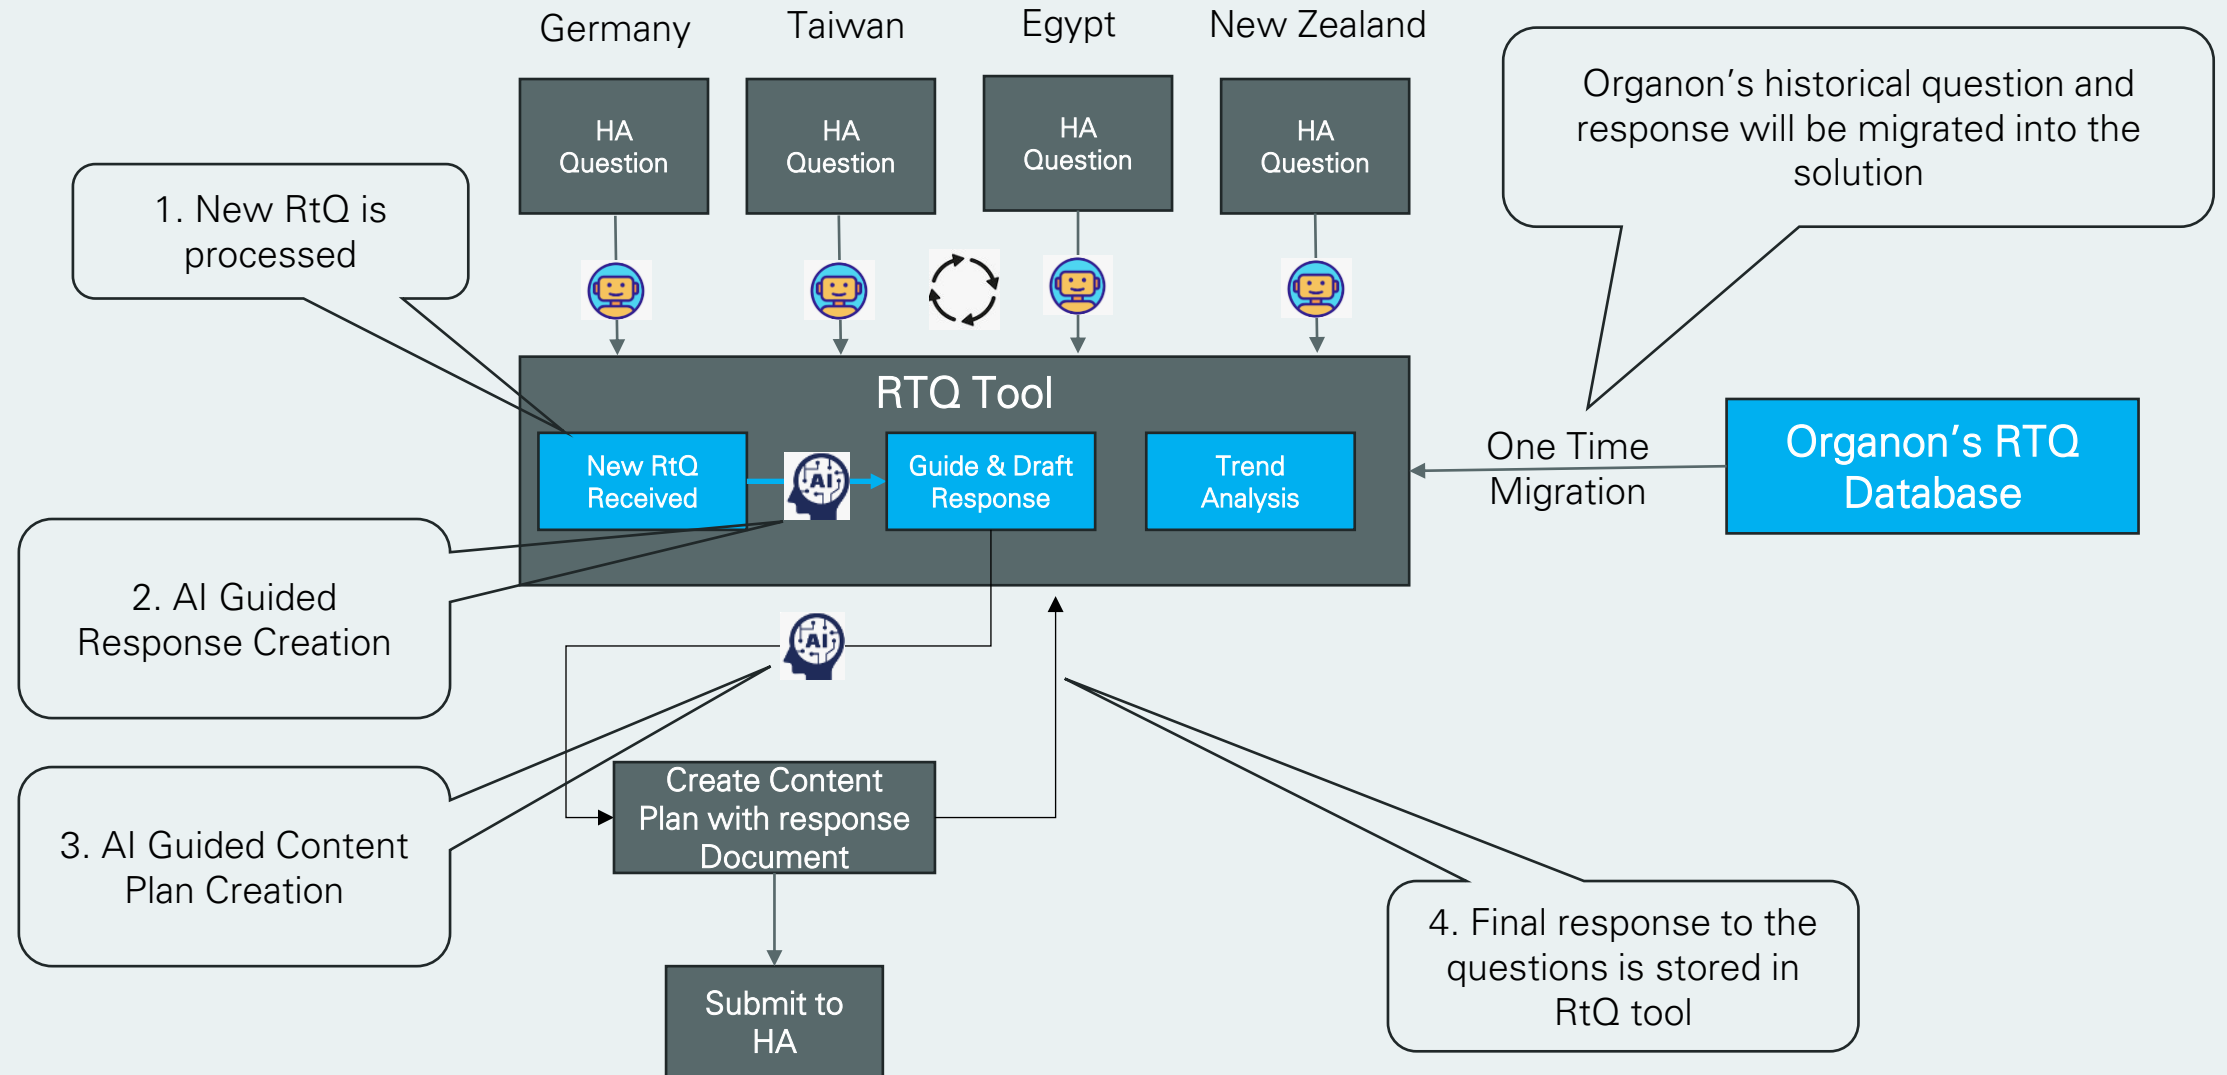 Germany
Taiwan
Egypt
New Zealand
HA
Question
HA
Question
HA
Question
HA
Question
Organon's historical question and
response will be migrated into the
solution
1. New RtQ is
processed
RTQ Tool
New RtQ
Received
AI
Guide & Draft
Response
Trend
Analysis
One Time
Migration
Organon's RTQ
Database
2. AI Guided
Response Creation
AI
3. AI Guided Content
Plan Creation
Create Content
Plan with response
Document
4. Final response to the
questions is stored in
RtQ tool
Submit to
HA